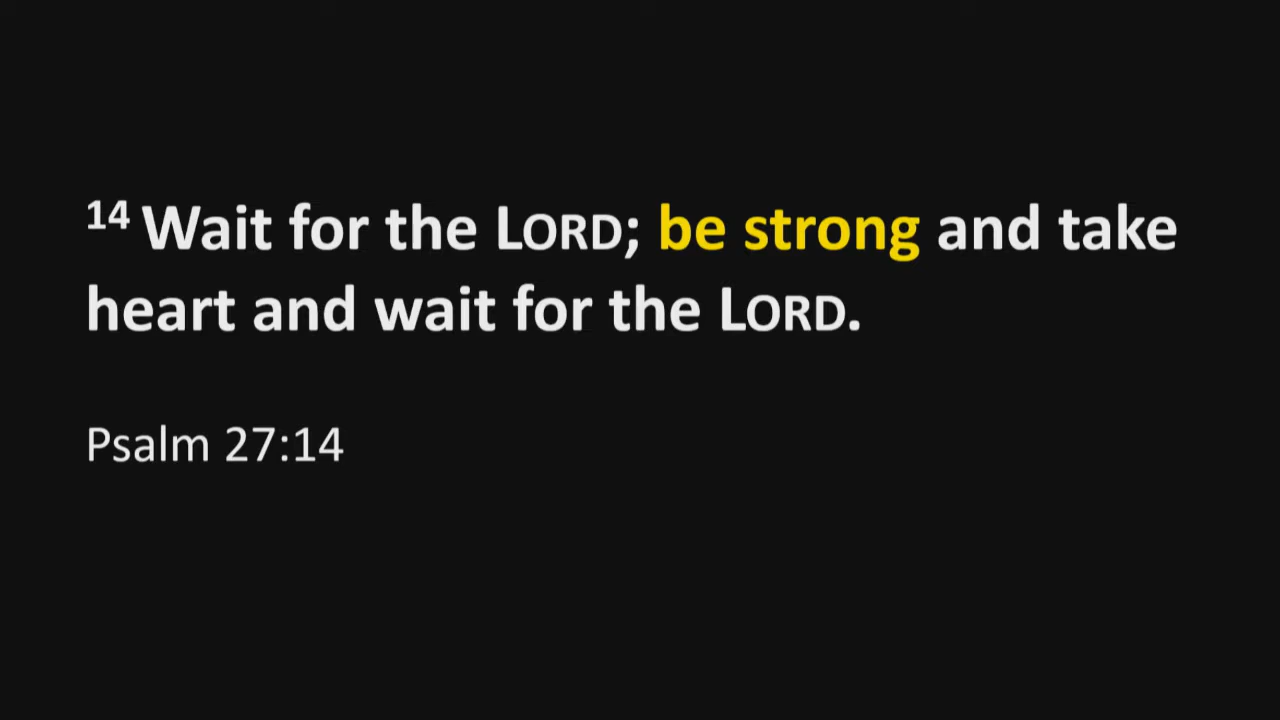 14 Wait for the LORD; be strong and take
heart and wait for the LORD.
Psalm 27:14